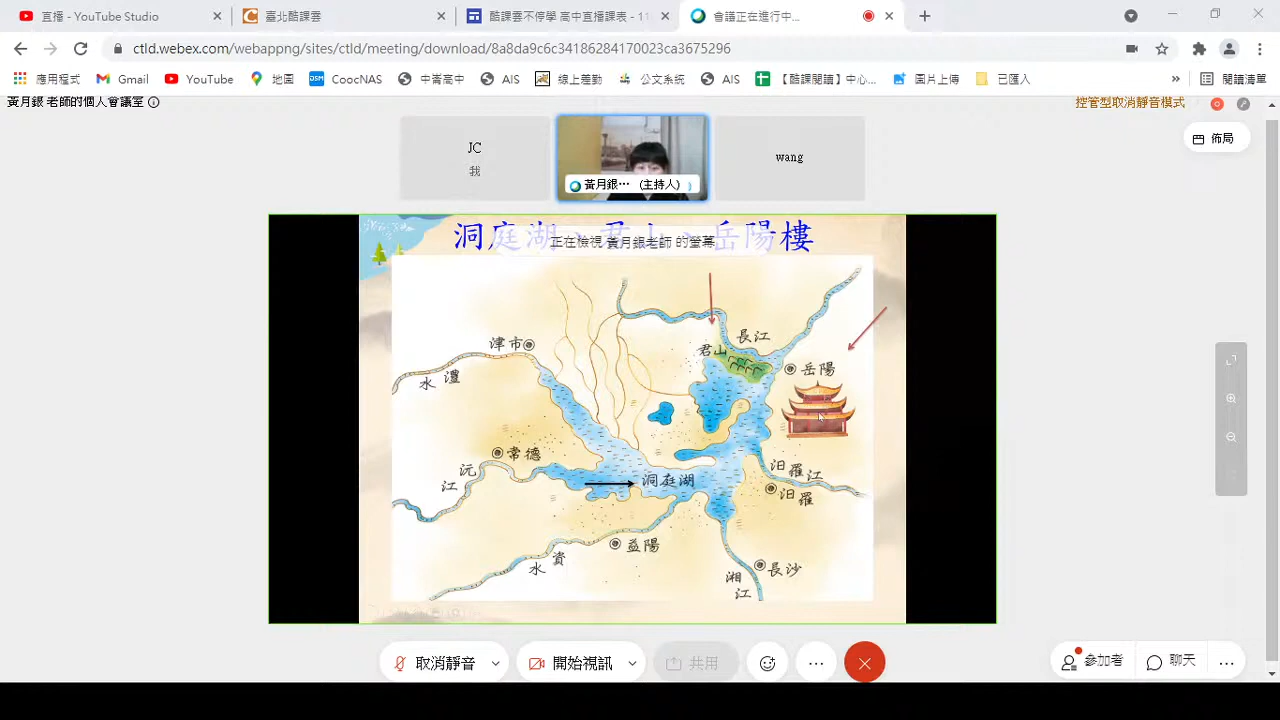 直播 - YouTube Studio
臺北酷課雲
酷課雲不停學 高中直播課表 - 11
會議正在進行中...
ctld.webex.com/webappng/sites/ctld/meeting/download/8a8da9c6c34186284170023ca3675296
應用程式
Gmail
YouTube
地圖
CoocNAS
中崙高中
AIS
線上差勤
公文系統
AIS
【酷課閱讀】中心...
圖片上傳
已匯入
閱讀清單
黃月銀 老師的個人會議室
控管型取消靜音模式
佈局
JC
我
黃月銀… (主持人)
wang
洞庭湖、君山、岳陽樓
正在檢視 黃月銀老師 的螢幕
長江
津市
君山
岳陽
水 澧
常德
沅江
汨羅江
洞庭湖
汨羅
益陽
水 資
長沙
湘江
取消靜音
開始視訊
共用
參加者
聊天